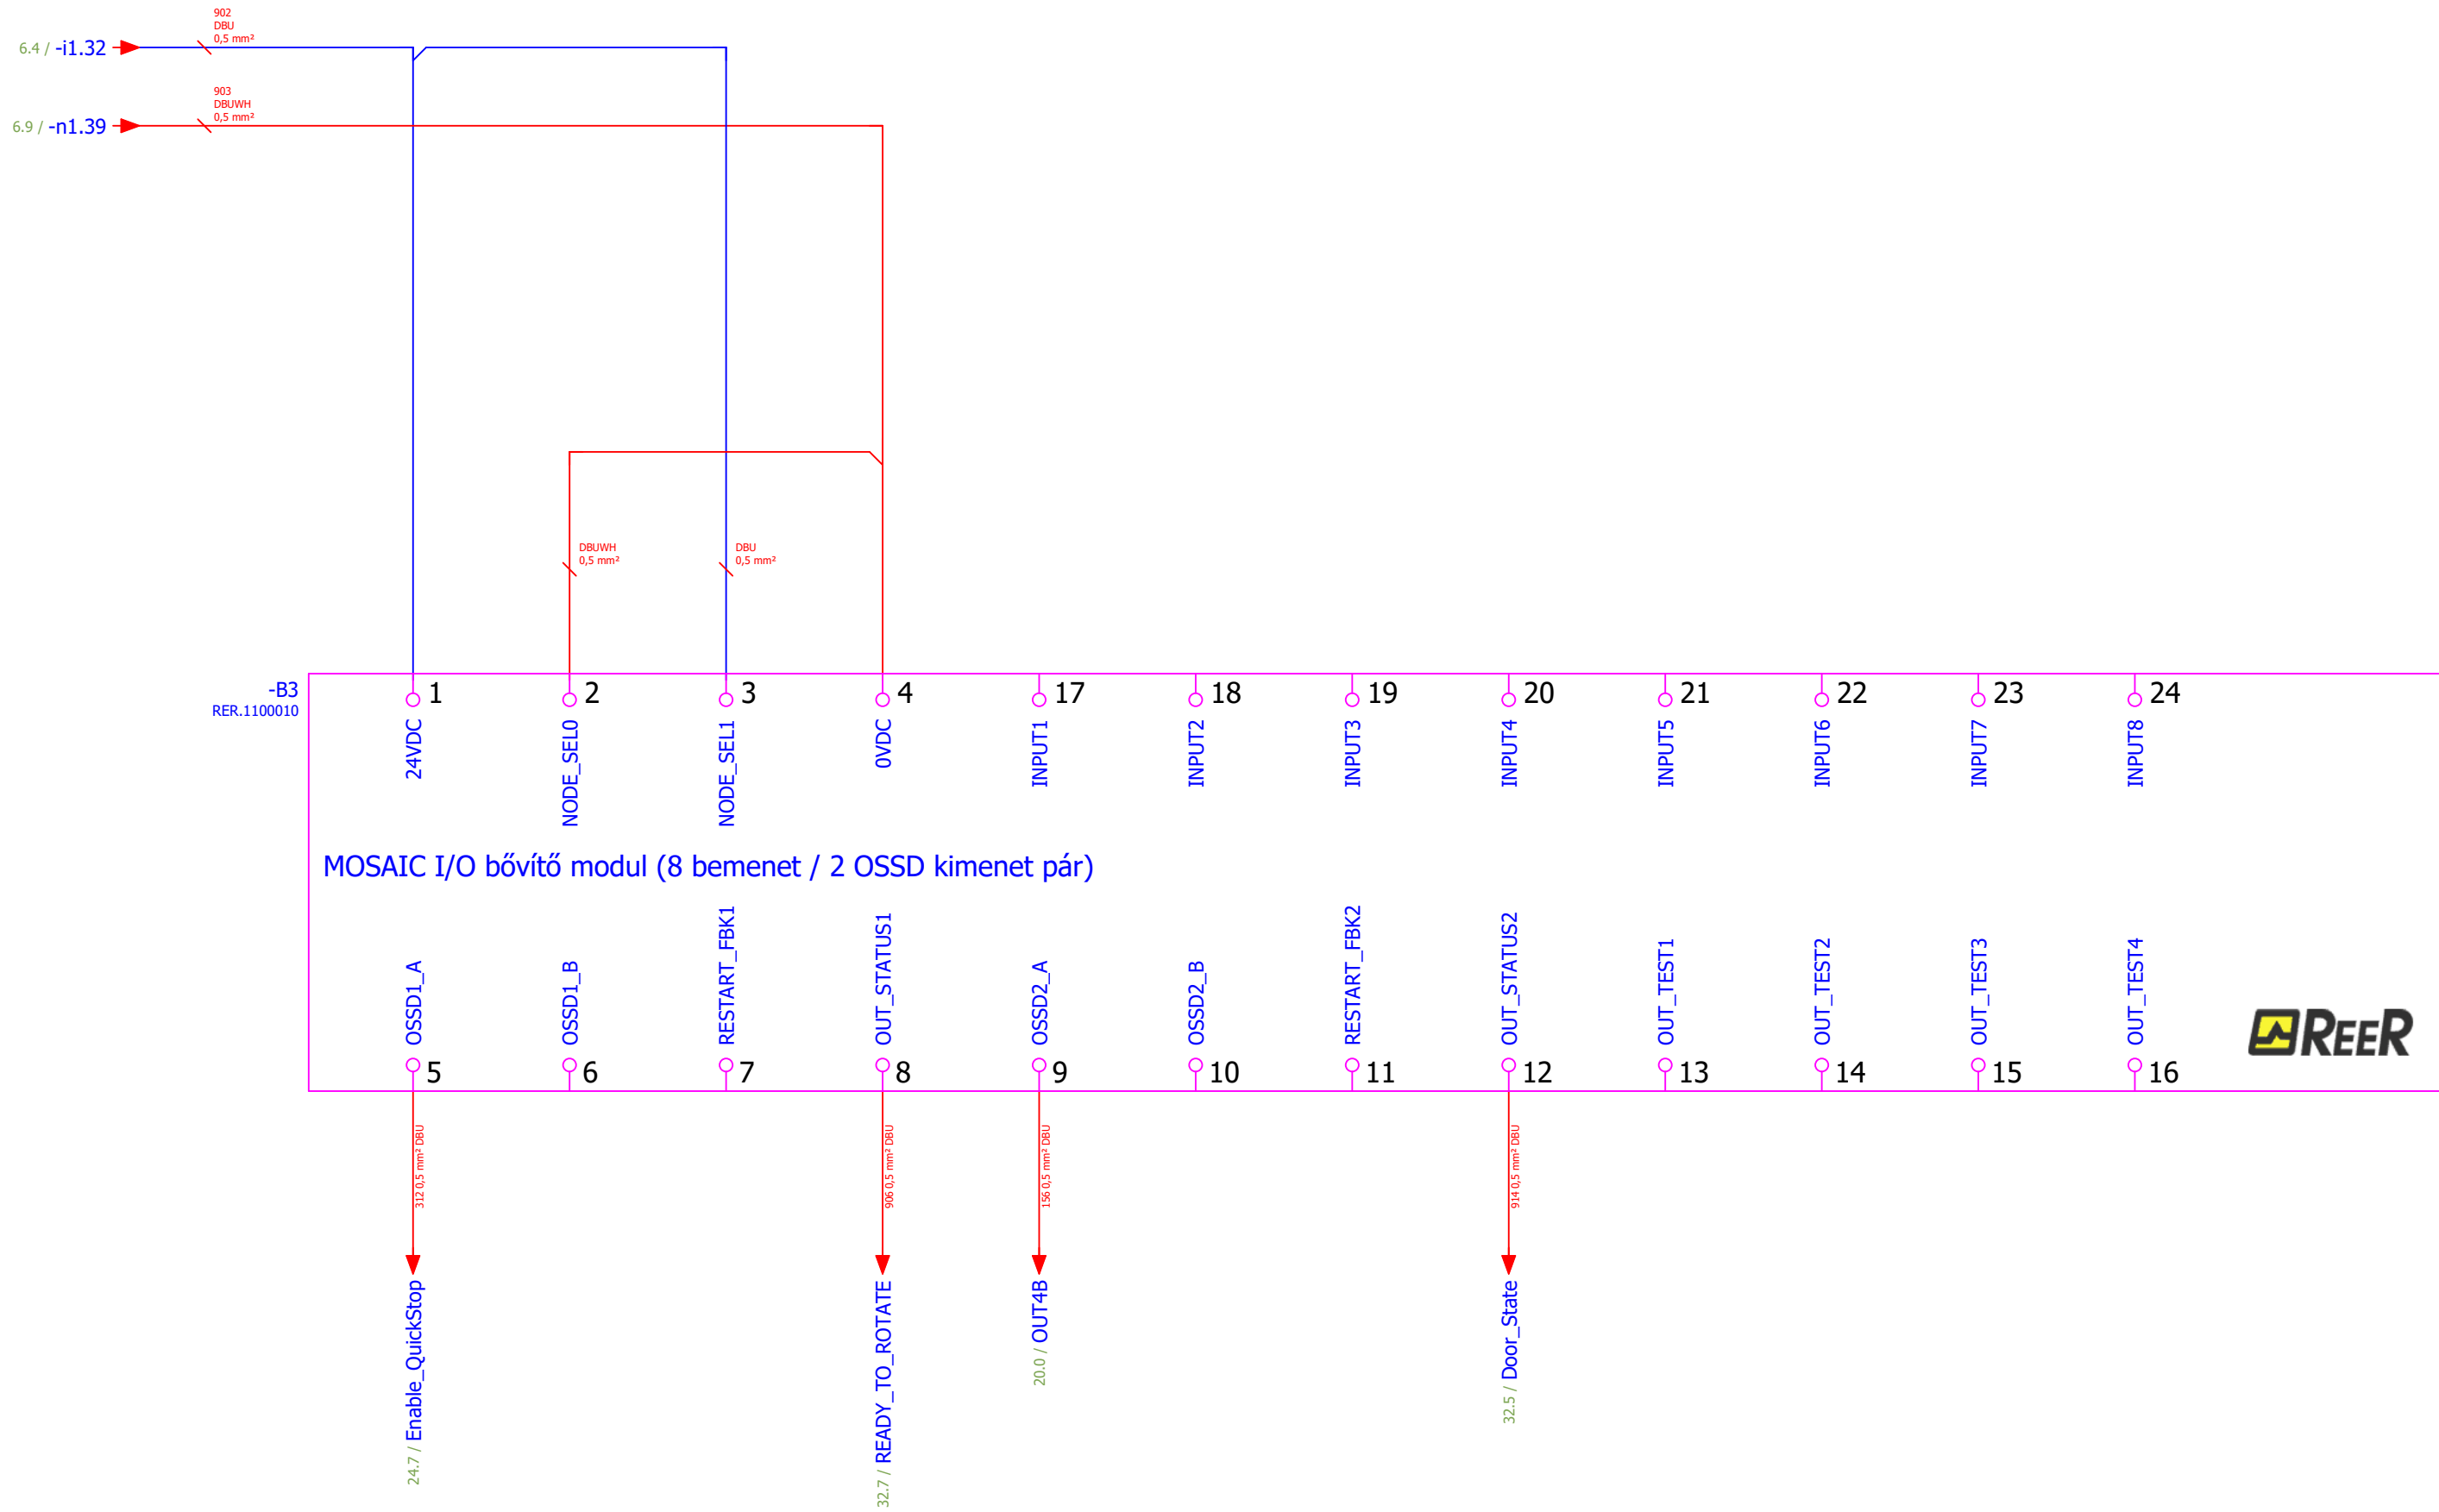 902
DBU
0,5 mm²
6.4 / -i1.32
903
DBUWH
0,5 mm²
6.9 / -n1.39
DBUWH
0,5 mm²
DBU
0,5 mm²
-B3
RER.1100010
1 2 3 4 17 18 19 20 21 22 23 24
24VDC
NODE_SEL0
NODE_SEL1
0VDC
INPUT1
INPUT2
INPUT3
INPUT4
INPUT5
INPUT6
INPUT7
INPUT8
MOSAIC I/O bővítő modul (8 bemenet / 2 OSSD kimenet pár)
OSSD1_A
OSSD1_B
RESTART_FBK1
OUT_STATUS1
OSSD2_A
OSSD2_B
RESTART_FBK2
OUT_STATUS2
OUT_TEST1
OUT_TEST2
OUT_TEST3
OUT_TEST4
REER
5 6 7 8 9 10 11 12 13 14 15 16
312 0,5 mm² DBU
906 0,5 mm² DBU
156 0,5 mm² DBU
914 0,5 mm² DBU
24.7 / Enable_QuickStop
32.7 / READY_TO_ROTATE
20.0 / OUT4B
32.5 / Door_State